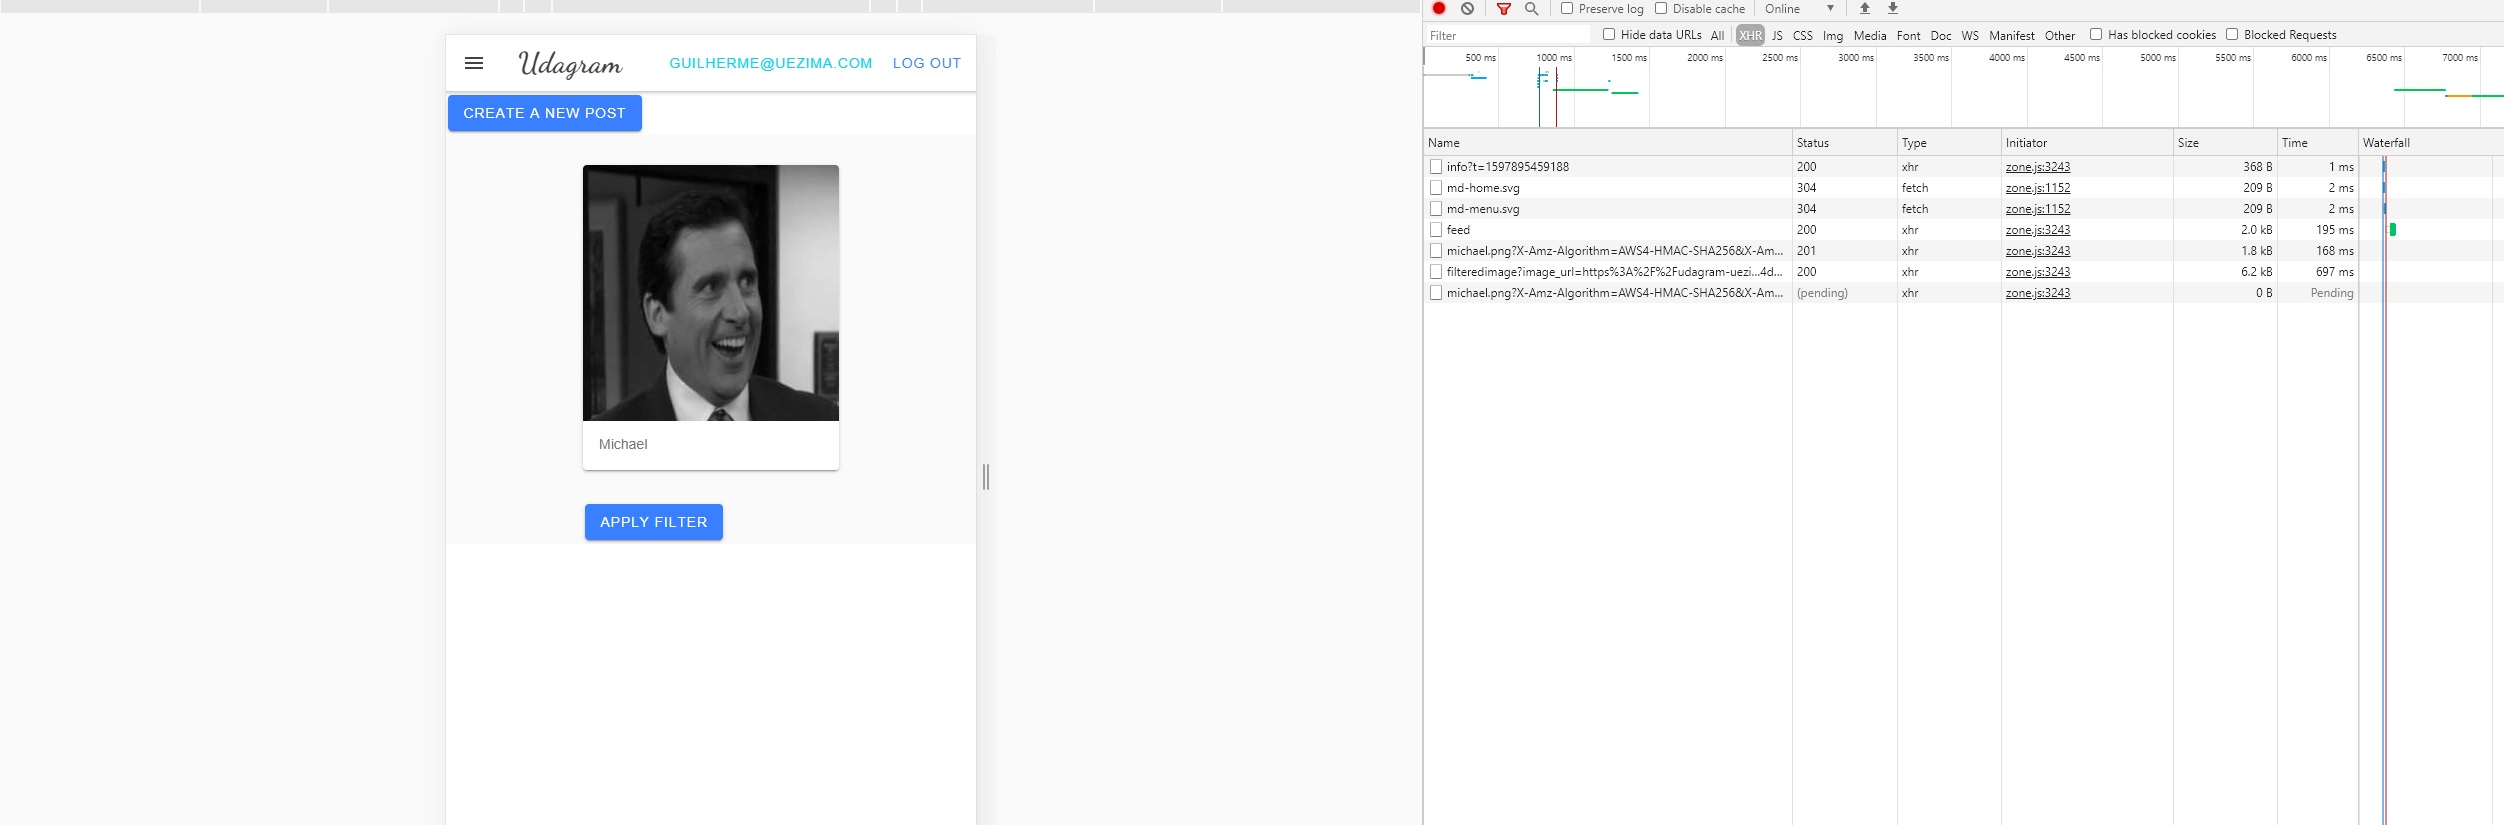 Udagram GUILHERME@UEZIMA.COM LOG OUT
CREATE A NEW POST
Michael
APPLY FILTER
Preserve log Disable cache Online
Filter Hide data URLs All XHR JS CSS Img Media Font Doc WS Manifest Other Has blocked cookies Blocked Requests
500 ms 1000 ms 1500 ms 2000 ms 2500 ms 3000 ms 3500 ms 4000 ms 4500 ms 5000 ms 5500 ms 6000 ms 6500 ms 7000 ms
Name Status Type Initiator Size Time Waterfall
info?t=1597895459188 200 xhr zone.js:3243 368 B 1 ms
md-home.svg 304 fetch zone.js:1152 209 B 2 ms
md-menu.svg 304 fetch zone.js:1152 209 B 2 ms
feed 200 xhr zone.js:3243 2.0 kB 195 ms
michael.png?X-Amz-Algorithm=AWS4-HMAC-SHA256&X-Am... 201 xhr zone.js:3243 1.8 kB 168 ms
filteredimage?image_url=https%3A%2F%2Fudagram-uezi...4d... 200 xhr zone.js:3243 6.2 kB 697 ms
michael.png?X-Amz-Algorithm=AWS4-HMAC-SHA256&X-Am... (pending) xhr zone.js:3243 0 B Pending